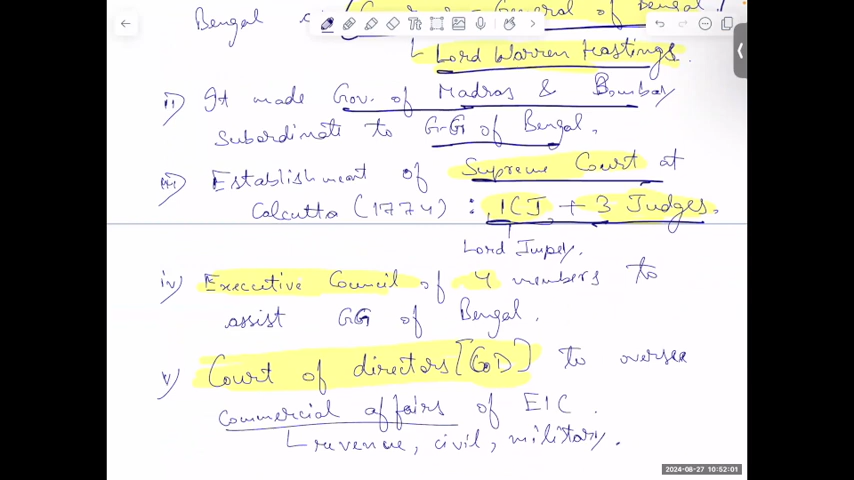 Bengal
General of Bengal
Lord Warren Hastings.
ii) It made Gov. of Madras & Bombay
Subordinate to G-G of Bengal.
iii) Establishment of Supreme Court at
Calcutta (1774) : 1CJ + 3 Judges.
Lord Impey.
iv) Executive Council of 4 members to
assist GG of Bengal.
v) Court of directors [COD] to oversee
Commercial affairs of EIC.
revenue, civil, military.
2024-08-27 10:52:01